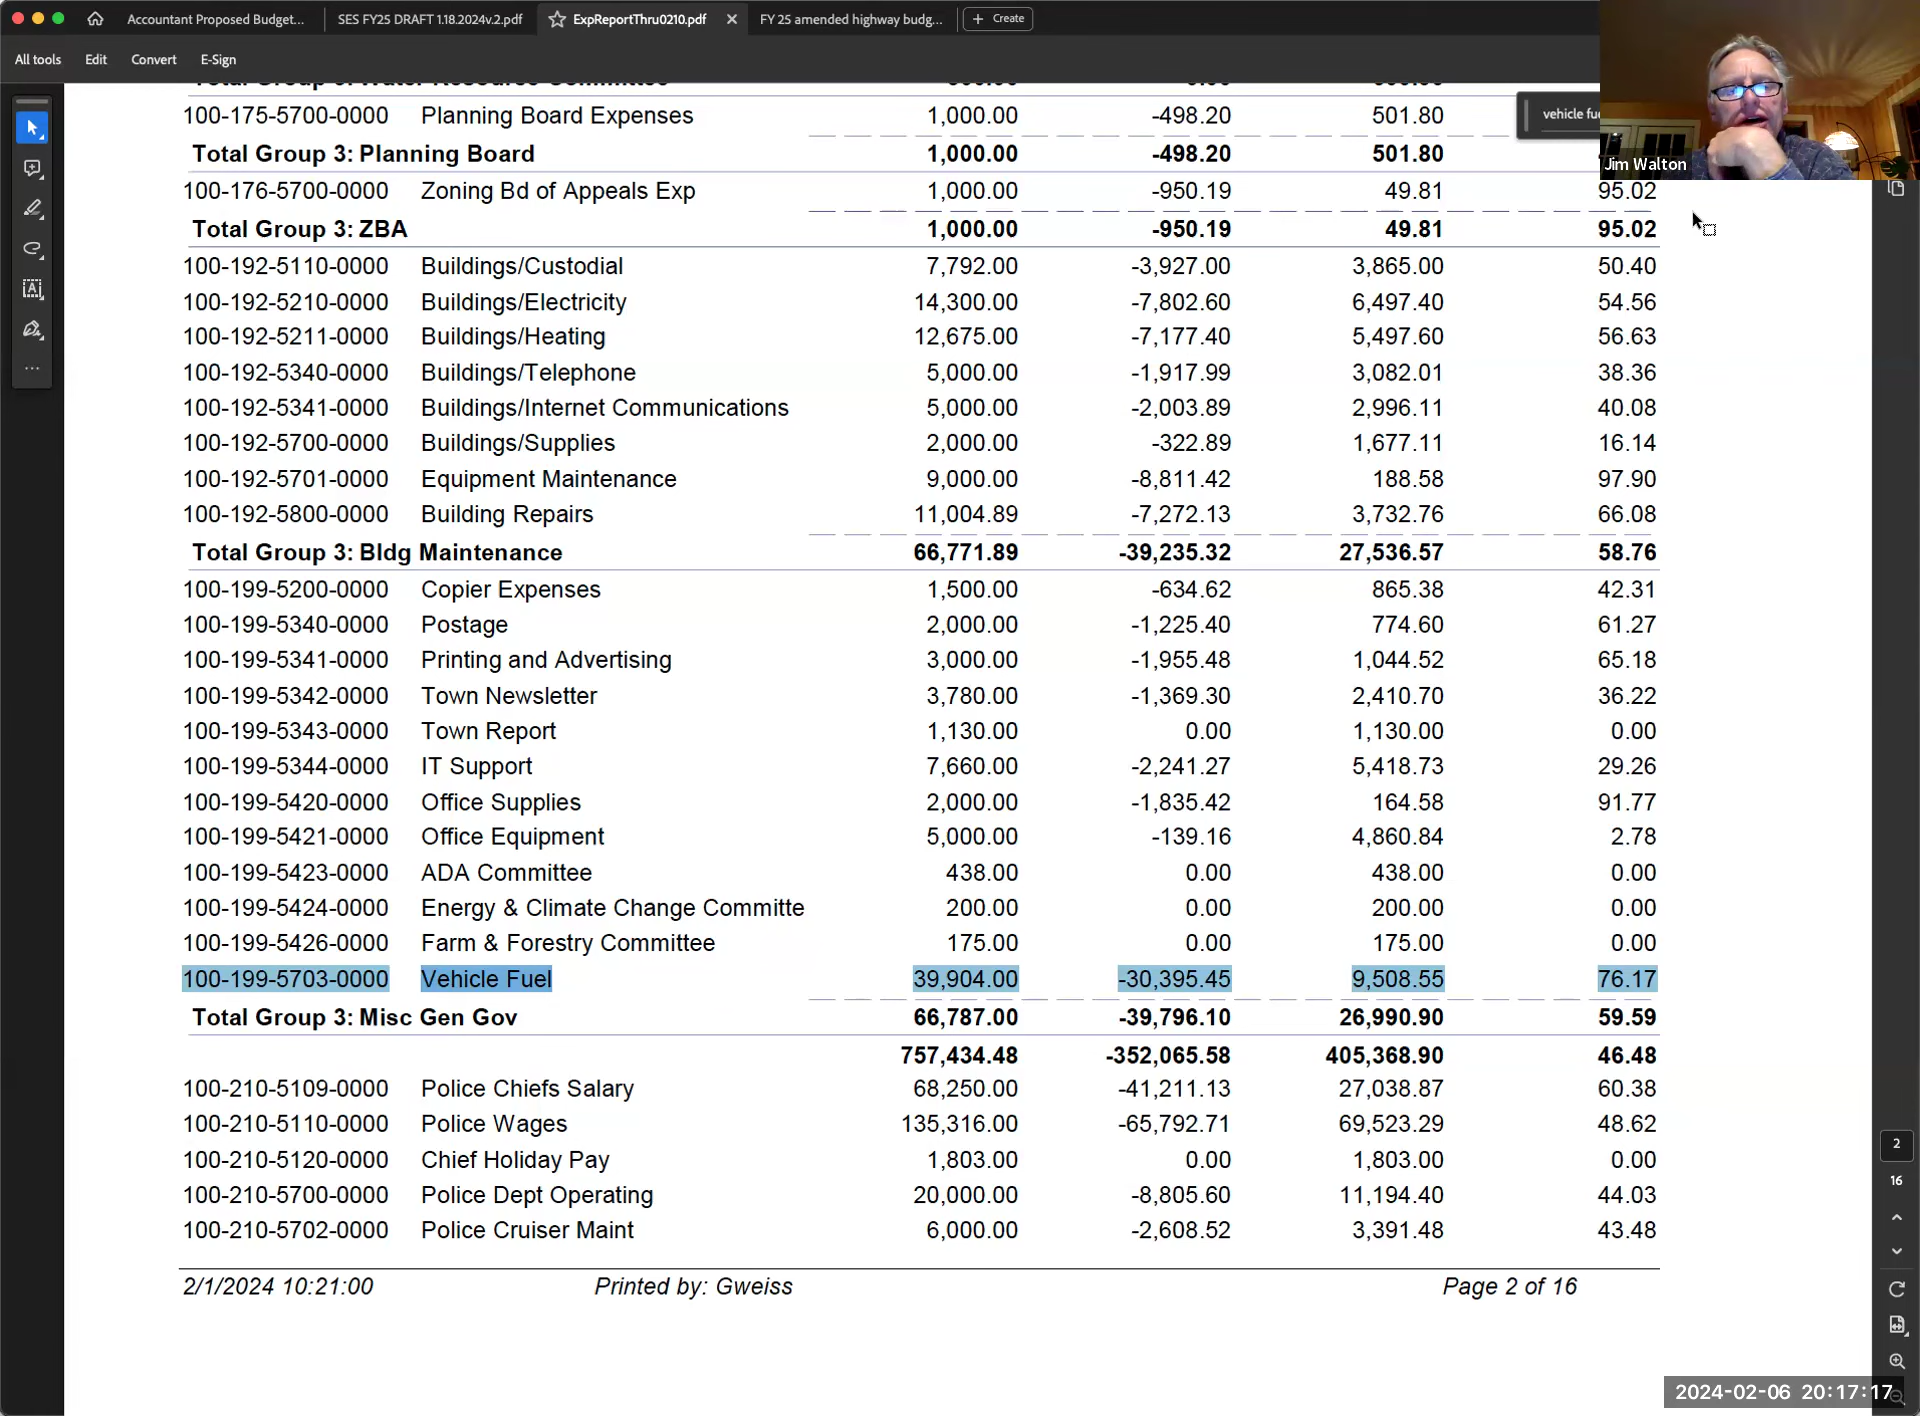 Accountant Proposed Budget... SES FY25 DRAFT 1.18.2024v.2.pdf ExpReportThru0210.pdf FY 25 amended highway budg... Create
All tools Edit Convert E-Sign
100-175-5700-0000 Planning Board Expenses 1,000.00 -498.20 501.80
vehicle fue
Total Group 3: Planning Board 1,000.00 -498.20 501.80
Jim Walton
100-176-5700-0000 Zoning Bd of Appeals Exp 1,000.00 -950.19 49.81 95.02
Total Group 3: ZBA 1,000.00 -950.19 49.81 95.02
100-192-5110-0000 Buildings/Custodial 7,792.00 -3,927.00 3,865.00 50.40
100-192-5210-0000 Buildings/Electricity 14,300.00 -7,802.60 6,497.40 54.56
100-192-5211-0000 Buildings/Heating 12,675.00 -7,177.40 5,497.60 56.63
100-192-5340-0000 Buildings/Telephone 5,000.00 -1,917.99 3,082.01 38.36
100-192-5341-0000 Buildings/Internet Communications 5,000.00 -2,003.89 2,996.11 40.08
100-192-5700-0000 Buildings/Supplies 2,000.00 -322.89 1,677.11 16.14
100-192-5701-0000 Equipment Maintenance 9,000.00 -8,811.42 188.58 97.90
100-192-5800-0000 Building Repairs 11,004.89 -7,272.13 3,732.76 66.08
Total Group 3: Bldg Maintenance 66,771.89 -39,235.32 27,536.57 58.76
100-199-5200-0000 Copier Expenses 1,500.00 -634.62 865.38 42.31
100-199-5340-0000 Postage 2,000.00 -1,225.40 774.60 61.27
100-199-5341-0000 Printing and Advertising 3,000.00 -1,955.48 1,044.52 65.18
100-199-5342-0000 Town Newsletter 3,780.00 -1,369.30 2,410.70 36.22
100-199-5343-0000 Town Report 1,130.00 0.00 1,130.00 0.00
100-199-5344-0000 IT Support 7,660.00 -2,241.27 5,418.73 29.26
100-199-5420-0000 Office Supplies 2,000.00 -1,835.42 164.58 91.77
100-199-5421-0000 Office Equipment 5,000.00 -139.16 4,860.84 2.78
100-199-5423-0000 ADA Committee 438.00 0.00 438.00 0.00
100-199-5424-0000 Energy & Climate Change Committe 200.00 0.00 200.00 0.00
100-199-5426-0000 Farm & Forestry Committee 175.00 0.00 175.00 0.00
100-199-5703-0000 Vehicle Fuel 39,904.00 -30,395.45 9,508.55 76.17
Total Group 3: Misc Gen Gov 66,787.00 -39,796.10 26,990.90 59.59
757,434.48 -352,065.58 405,368.90 46.48
100-210-5109-0000 Police Chiefs Salary 68,250.00 -41,211.13 27,038.87 60.38
100-210-5110-0000 Police Wages 135,316.00 -65,792.71 69,523.29 48.62
100-210-5120-0000 Chief Holiday Pay 1,803.00 0.00 1,803.00 0.00
100-210-5700-0000 Police Dept Operating 20,000.00 -8,805.60 11,194.40 44.03
100-210-5702-0000 Police Cruiser Maint 6,000.00 -2,608.52 3,391.48 43.48
2/1/2024 10:21:00 Printed by: Gweiss Page 2 of 16
2
16
2024-02-06 20:17:17